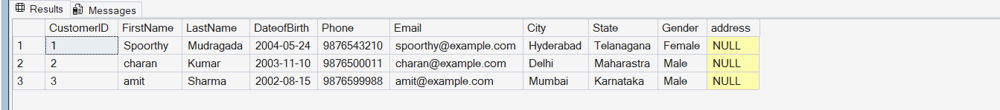 Results Messages
CustomerID FirstName LastName DateofBirth Phone Email City State Gender address
1 1 Spoorthy Mudragada 2004-05-24 9876543210 spoorthy@example.com Hyderabad Telanagana Female NULL
2 2 charan Kumar 2003-11-10 9876500011 charan@example.com Delhi Maharastra Male NULL
3 3 amit Sharma 2002-08-15 9876599988 amit@example.com Mumbai Karnataka Male NULL